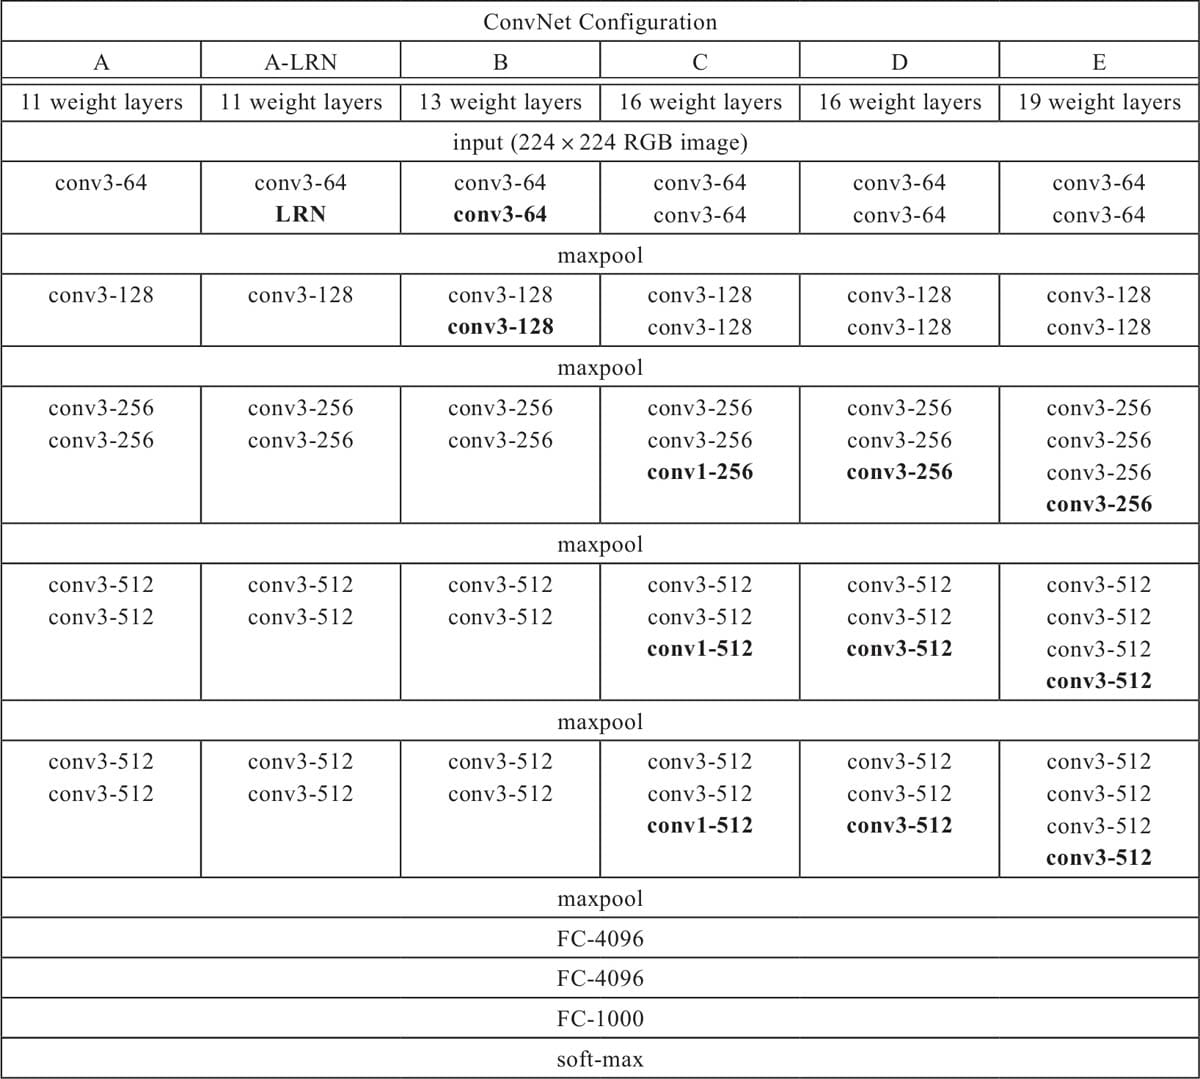 ConvNet Configuration
A A-LRN B C D E
11 weight layers 11 weight layers 13 weight layers 16 weight layers 16 weight layers 19 weight layers
input (224 × 224 RGB image)
conv3-64 conv3-64 conv3-64 conv3-64 conv3-64 conv3-64
LRN conv3-64 conv3-64 conv3-64 conv3-64
maxpool
conv3-128 conv3-128 conv3-128 conv3-128 conv3-128 conv3-128
conv3-128 conv3-128 conv3-128 conv3-128
maxpool
conv3-256 conv3-256 conv3-256 conv3-256 conv3-256 conv3-256
conv3-256 conv3-256 conv3-256 conv3-256 conv3-256 conv3-256
conv1-256 conv3-256 conv3-256
conv3-256
maxpool
conv3-512 conv3-512 conv3-512 conv3-512 conv3-512 conv3-512
conv3-512 conv3-512 conv3-512 conv3-512 conv3-512 conv3-512
conv1-512 conv3-512 conv3-512
conv3-512
maxpool
conv3-512 conv3-512 conv3-512 conv3-512 conv3-512 conv3-512
conv3-512 conv3-512 conv3-512 conv3-512 conv3-512 conv3-512
conv1-512 conv3-512 conv3-512
conv3-512
maxpool
FC-4096
FC-4096
FC-1000
soft-max